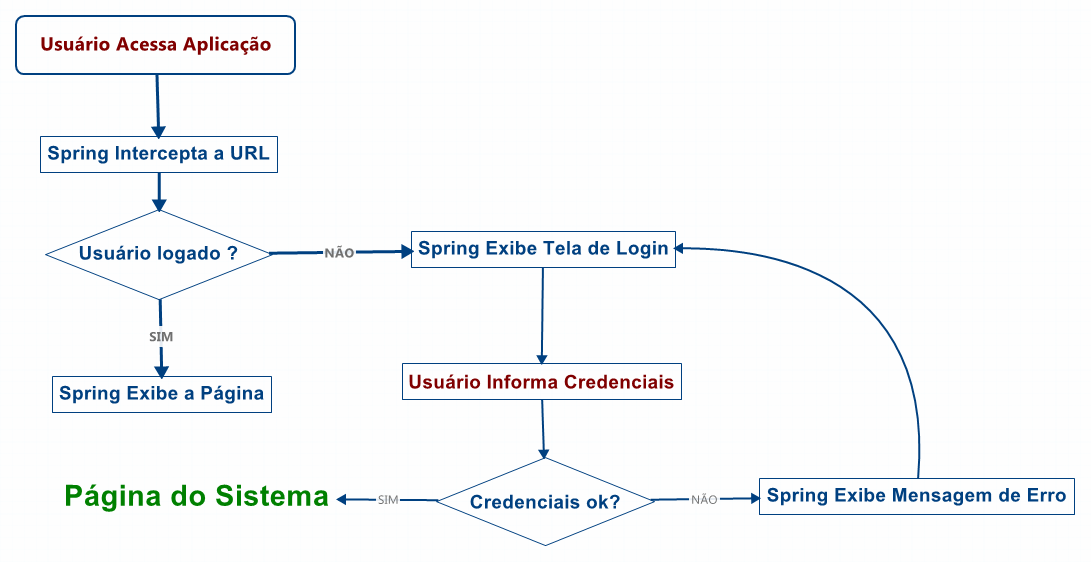 Usuário Acessa Aplicação
Spring Intercepta a URL
Usuário logado ?
NÃO
Spring Exibe Tela de Login
SIM
Spring Exibe a Página
Usuário Informa Credenciais
Credenciais ok?
SIM
Página do Sistema
NÃO
Spring Exibe Mensagem de Erro